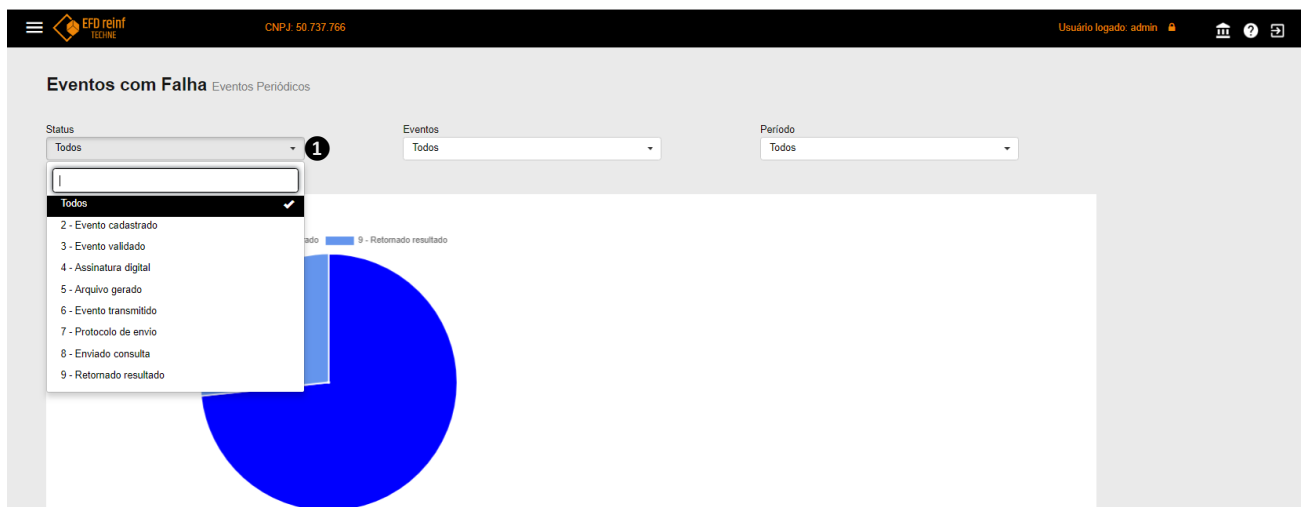 EFD reinf
TECHNE
CNPJ: 50.737.766
Usuário logado: admin
Eventos com Falha Eventos Periódicos
Status
Todos
1
Eventos
Todos
Período
Todos
Todos
2 - Evento cadastrado
3 - Evento validado
4 - Assinatura digital
5 - Arquivo gerado
6 - Evento transmitido
7 - Protocolo de envio
8 - Enviado consulta
9 - Retornado resultado
9 - Retornado resultado